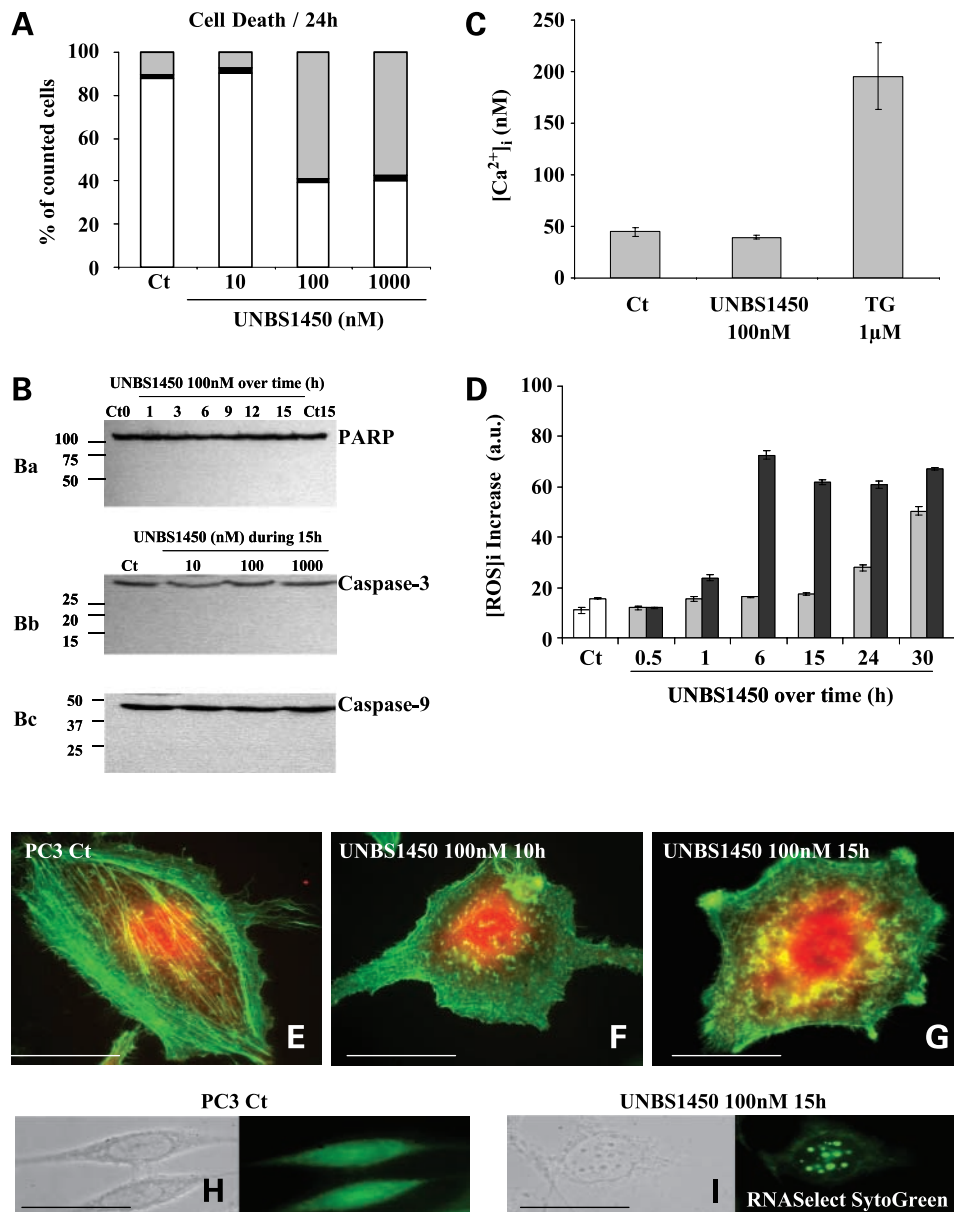 A
Cell Death / 24h
% of counted cells
100
80
60
40
20
0
Ct 10 100 1000
UNBS1450 (nM)
C
[Ca2+]i (nM)
250
200
150
100
50
0
Ct UNBS1450 TG
100nM 1µM
B
UNBS1450 100nM over time (h)
Ct0 1 3 6 9 12 15 Ct15
Ba
100
75
50
PARP
UNBS1450 (nM) during 15h
Ct 10 100 1000
Bb
25
20
15
Caspase-3
Bc
50
37
25
Caspase-9
D
[ROS]i Increase (a.u.)
100
80
60
40
20
0
Ct 0.5 1 6 15 24 30
UNBS1450 over time (h)
PC3 Ct
E
UNBS1450 100nM 10h
F
UNBS1450 100nM 15h
G
PC3 Ct
H
UNBS1450 100nM 15h
I
RNASelect SytoGreen